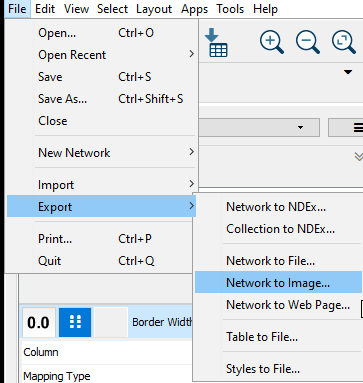 File Edit View Select Layout Apps Tools Help
Open... Ctrl+O
Open Recent
Save Ctrl+S
Save As... Ctrl+Shift+S
Close
New Network
Import
Export
Network to NDEx...
Collection to NDEx...
Print... Ctrl+P
Quit Ctrl+Q
Network to File...
Network to Image...
Network to Web Page...
Table to File...
Styles to File...
0.0 Border Width
Column
Mapping Type